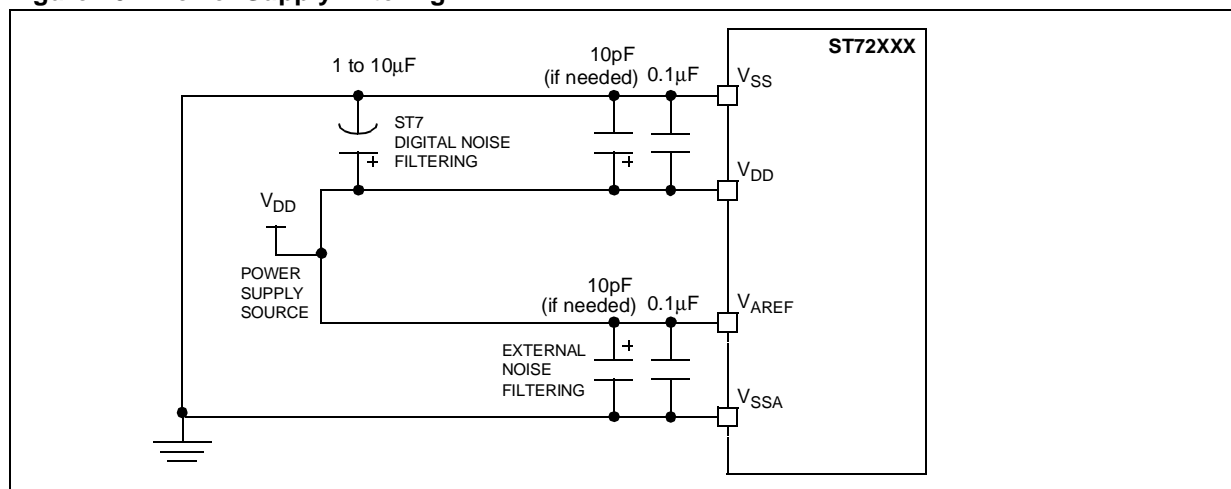 ST72XXX
1 to 10μF
10pF
(if needed)
0.1μF
VSS
ST7
DIGITAL NOISE
FILTERING
+
+
VDD
VDD
POWER
SUPPLY
SOURCE
10pF
(if needed)
0.1μF
VAREF
EXTERNAL
NOISE
FILTERING
+
VSSA